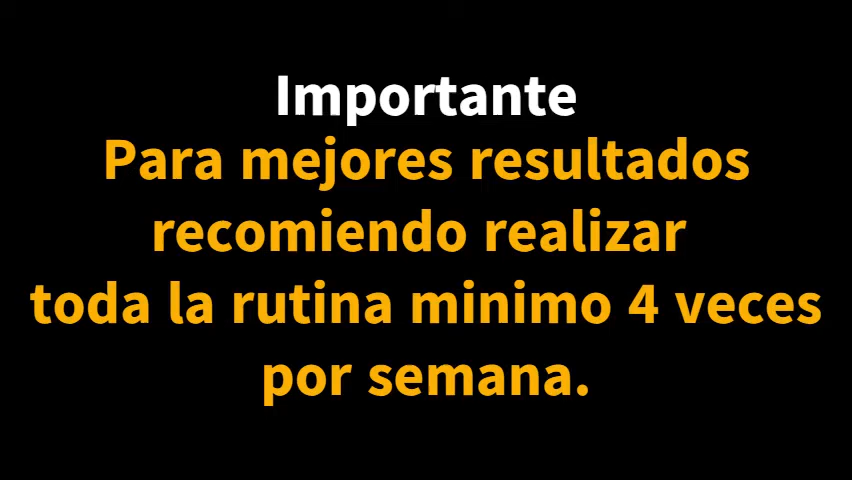 Importante
Para mejores resultados
recomiendo realizar
toda la rutina minimo 4 veces
por semana.